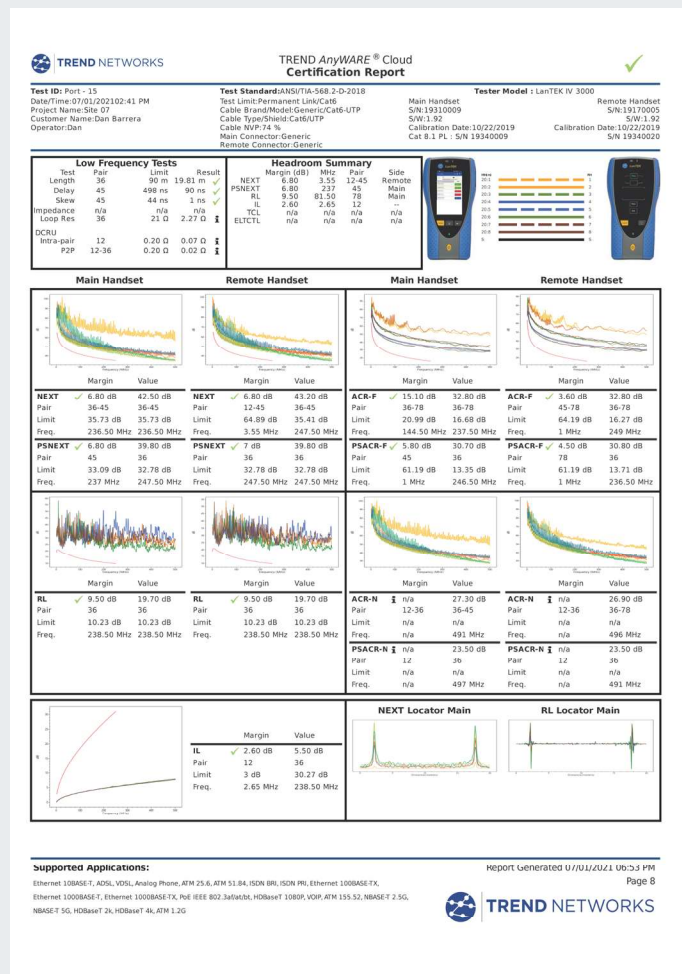 TREND NETWORKS
TREND AnyWARE ® Cloud
Certification Report
Test ID: Port - 15
Date/Time:07/01/202102:41 PM
Project Name:Site 07
Customer Name:Dan Barrera
Operator:Dan
Test Standard:ANSI/TIA-568.2-D-2018
Test Limit:Permanent Link/Cat6
Cable Brand/Model:Generic/Cat6-UTP
Cable Type/Shield:Cat6/UTP
Cable NVP:74 %
Main Connector:Generic
Remote Connector:Generic
Tester Model : LanTEK IV 3000
Main Handset
S/N:19310009
S/W:1.92
Calibration Date:10/22/2019
Cat 8.1 PL : S/N 19340009
Remote Handset
S/N:19170005
S/W:1.92
Calibration Date:10/22/2019
S/N 19340020
Low Frequency Tests
Test Pair Limit Result
Length 36 90 m 19.81 m
Delay 45 498 ns 90 ns
Skew 45 44 ns 1 ns
Impedance n/a n/a n/a
Loop Res 36 21 Ω 2.27 Ω
DCRU
Intra-pair 12 0.20 Ω 0.07 Ω
P2P 12-36 0.20 Ω 0.02 Ω
Headroom Summary
Margin (dB) MHz Pair Side
NEXT 6.80 3.55 12-45 Remote
PSNEXT 6.80 237 45 Main
RL 9.50 81.50 78 Main
IL 2.60 2.65 12 --
TCL n/a n/a n/a n/a
ELTCTL n/a n/a n/a n/a
Main Handset
Remote Handset
Main Handset
Remote Handset
Margin Value
NEXT 6.80 dB 42.50 dB
Pair 36-45 36-45
Limit 35.73 dB 35.73 dB
Freq. 236.50 MHz 236.50 MHz
PSNEXT 6.80 dB 39.80 dB
Pair 45 36
Limit 33.09 dB 32.78 dB
Freq. 237 MHz 247.50 MHz
Margin Value
NEXT 6.80 dB 43.20 dB
Pair 12-45 36-45
Limit 64.89 dB 35.41 dB
Freq. 3.55 MHz 247.50 MHz
PSNEXT 7 dB 39.80 dB
Pair 36 36
Limit 32.78 dB 32.78 dB
Freq. 247.50 MHz 247.50 MHz
Margin Value
ACR-F 15.10 dB 32.80 dB
Pair 36-78 36-78
Limit 20.99 dB 16.68 dB
Freq. 144.50 MHz 237.50 MHz
PSACR-F 5.80 dB 30.70 dB
Pair 45 36
Limit 61.19 dB 13.35 dB
Freq. 1 MHz 246.50 MHz
Margin Value
ACR-F 3.60 dB 32.80 dB
Pair 45-78 36-78
Limit 64.19 dB 16.27 dB
Freq. 1 MHz 249 MHz
PSACR-F 4.50 dB 30.80 dB
Pair 78 36
Limit 61.19 dB 13.71 dB
Freq. 1 MHz 236.50 MHz
Margin Value
RL 9.50 dB 19.70 dB
Pair 36 36
Limit 10.23 dB 10.23 dB
Freq. 238.50 MHz 238.50 MHz
Margin Value
RL 9.50 dB 19.70 dB
Pair 36 36
Limit 10.23 dB 10.23 dB
Freq. 238.50 MHz 238.50 MHz
Margin Value
ACR-N n/a 27.30 dB
Pair 12-36 36-45
Limit n/a n/a
Freq. n/a 491 MHz
PSACR-N n/a 23.50 dB
Pair 12 36
Limit n/a n/a
Freq. n/a 497 MHz
Margin Value
ACR-N n/a 26.90 dB
Pair 12-36 36-78
Limit n/a n/a
Freq. n/a 496 MHz
PSACR-N n/a 23.50 dB
Pair 12 36
Limit n/a n/a
Freq. n/a 491 MHz
Margin Value
IL 2.60 dB 5.50 dB
Pair 12 36
Limit 3 dB 30.27 dB
Freq. 2.65 MHz 238.50 MHz
NEXT Locator Main
RL Locator Main
Supported Applications:
Ethernet 10BASE-T, ADSL, VDSL, Analog Phone, ATM 25.6, ATM 51.84, ISDN BRI, ISDN PRI, Ethernet 100BASE-TX,
Ethernet 1000BASE-T, Ethernet 1000BASE-TX, PoE IEEE 802.3af/at/bt, HDBaseT 1080P, VOIP, ATM 155.52, NBASE-T 2.5G,
NBASE-T 5G, HDBaseT 2k, HDBaseT 4k, ATM 1.2G
Report Generated 07/01/2021 06:53 PM
Page 8
TREND NETWORKS